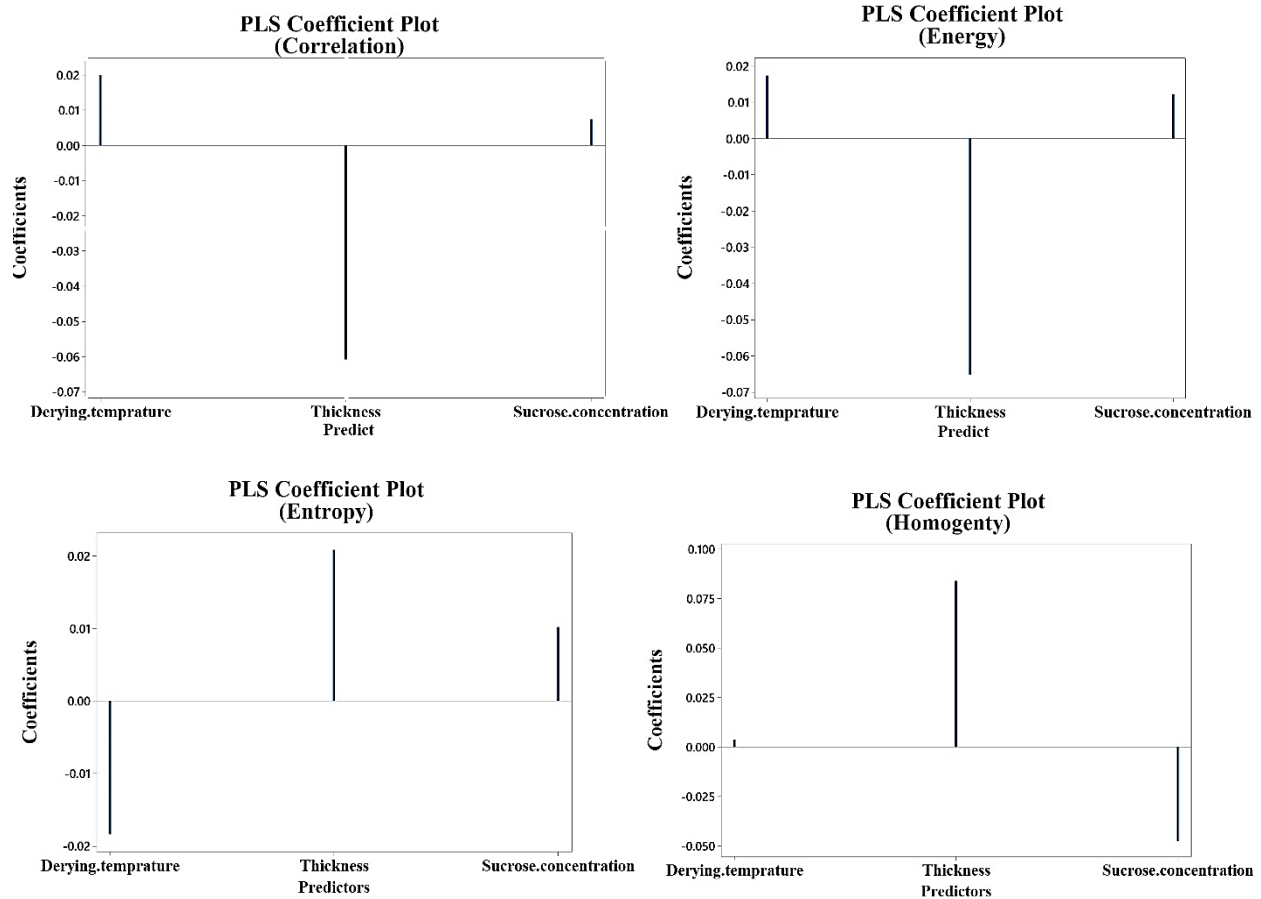 PLS Coefficient Plot
(Correlation)
0.02
0.01
0.00
-0.01
-0.02
-0.03
-0.04
-0.05
-0.06
-0.07
Coefficients
Derying.temprature Thickness Sucrose.concentration
Predict
PLS Coefficient Plot
(Energy)
0.02
0.01
0.00
-0.01
-0.02
-0.03
-0.04
-0.05
-0.06
-0.07
Coefficients
Derying.temprature Thickness Sucrose.concentration
Predict
PLS Coefficient Plot
(Entropy)
0.02
0.01
0.00
-0.01
-0.02
Coefficients
Derying.temprature Thickness Sucrose.concentration
Predictors
PLS Coefficient Plot
(Homogenty)
0.100
0.075
0.050
0.025
0.000
-0.025
-0.050
Coefficients
Derying.temprature Thickness Sucrose.concentration
Predictors